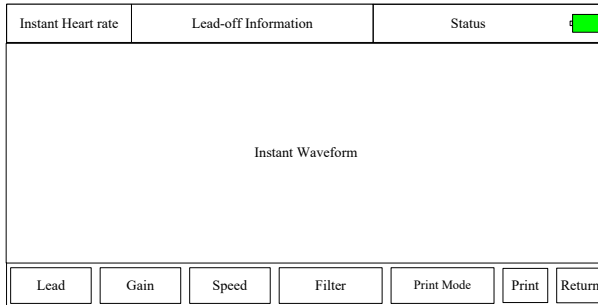 Instant Heart rate
Lead-off Information
Status
Instant Waveform
Lead
Gain
Speed
Filter
Print Mode
Print
Return